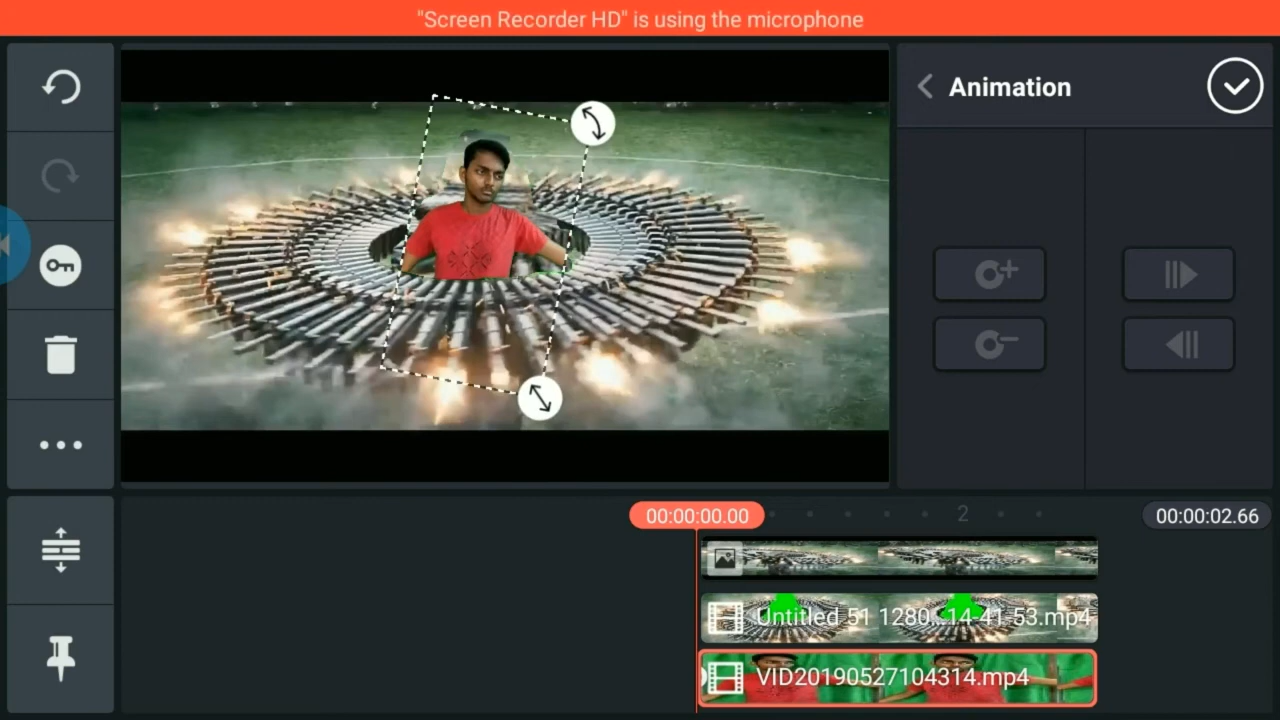 "Screen Recorder HD" is using the microphone
Animation
00:00:00.00
2
00:00:02.66
Untitled 51 1280...14-41-53.mp4
VID20190527104314.mp4